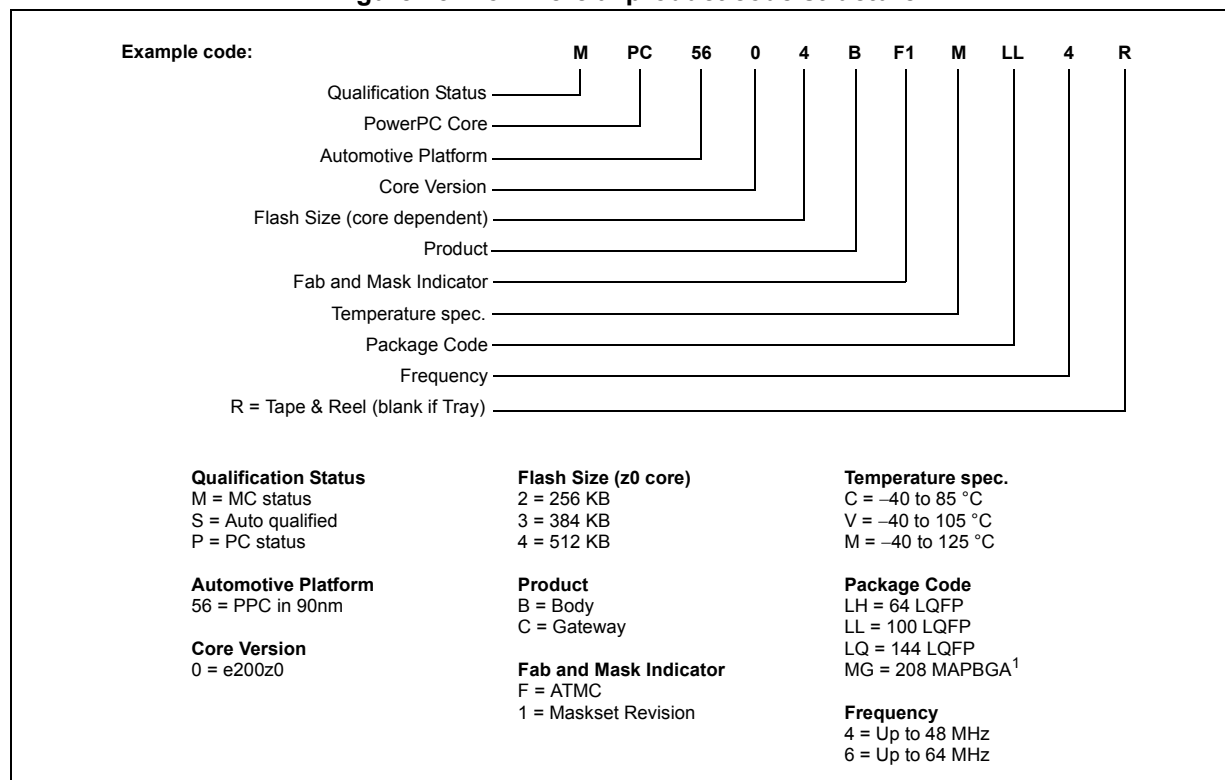 Example code: M PC 56 0 4 B F1 M LL 4 R
Qualification Status
PowerPC Core
Automotive Platform
Core Version
Flash Size (core dependent)
Product
Fab and Mask Indicator
Temperature spec.
Package Code
Frequency
R = Tape & Reel (blank if Tray)
Qualification Status
M = MC status
S = Auto qualified
P = PC status
Automotive Platform
56 = PPC in 90nm
Core Version
0 = e200z0
Flash Size (z0 core)
2 = 256 KB
3 = 384 KB
4 = 512 KB
Product
B = Body
C = Gateway
Fab and Mask Indicator
F = ATMC
1 = Maskset Revision
Temperature spec.
C = –40 to 85 °C
V = –40 to 105 °C
M = –40 to 125 °C
Package Code
LH = 64 LQFP
LL = 100 LQFP
LQ = 144 LQFP
MG = 208 MAPBGA1
Frequency
4 = Up to 48 MHz
6 = Up to 64 MHz